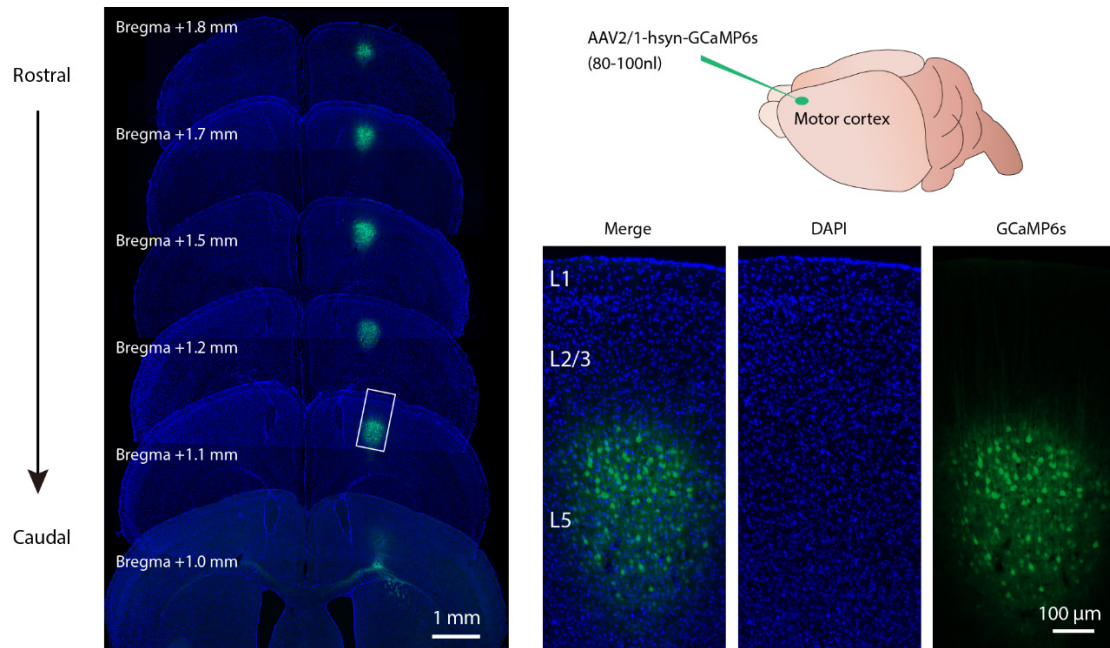 Rostral
Caudal
Bregma +1.8 mm
Bregma +1.7 mm
Bregma +1.5 mm
Bregma +1.2 mm
Bregma +1.1 mm
Bregma +1.0 mm
1 mm
AAV2/1-hsyn-GCaMP6s
(80-100nl)
Motor cortex
Merge
DAPI
GCaMP6s
L1
L2/3
L5
100 μm